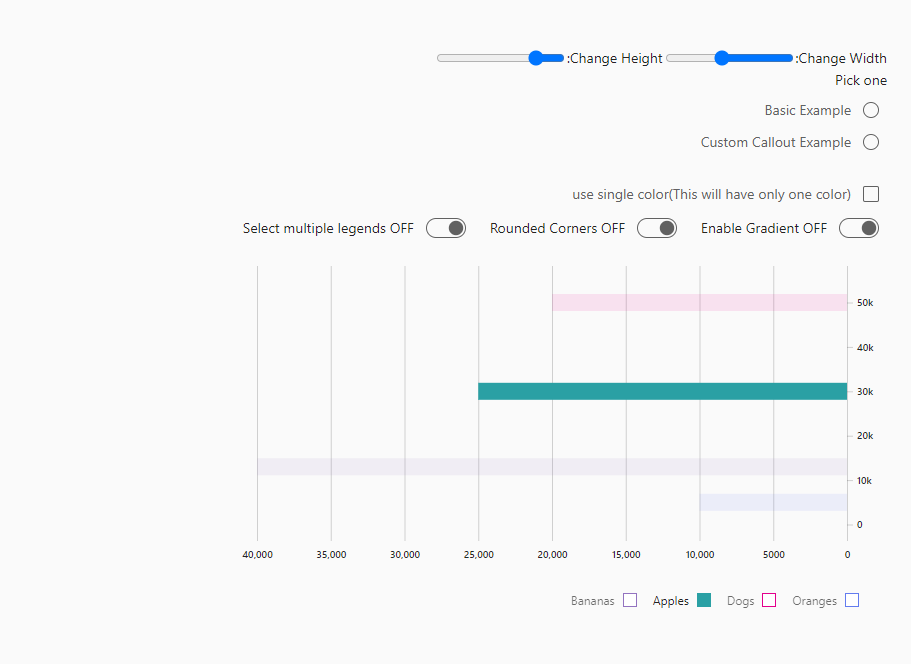 :Change Height :Change Width
Pick one
Basic Example
Custom Callout Example
use single color(This will have only one color)
Select multiple legends OFF Rounded Corners OFF Enable Gradient OFF
50k
40k
30k
20k
10k
0
40,000 35,000 30,000 25,000 20,000 15,000 10,000 5000 0
Bananas Apples Dogs Oranges